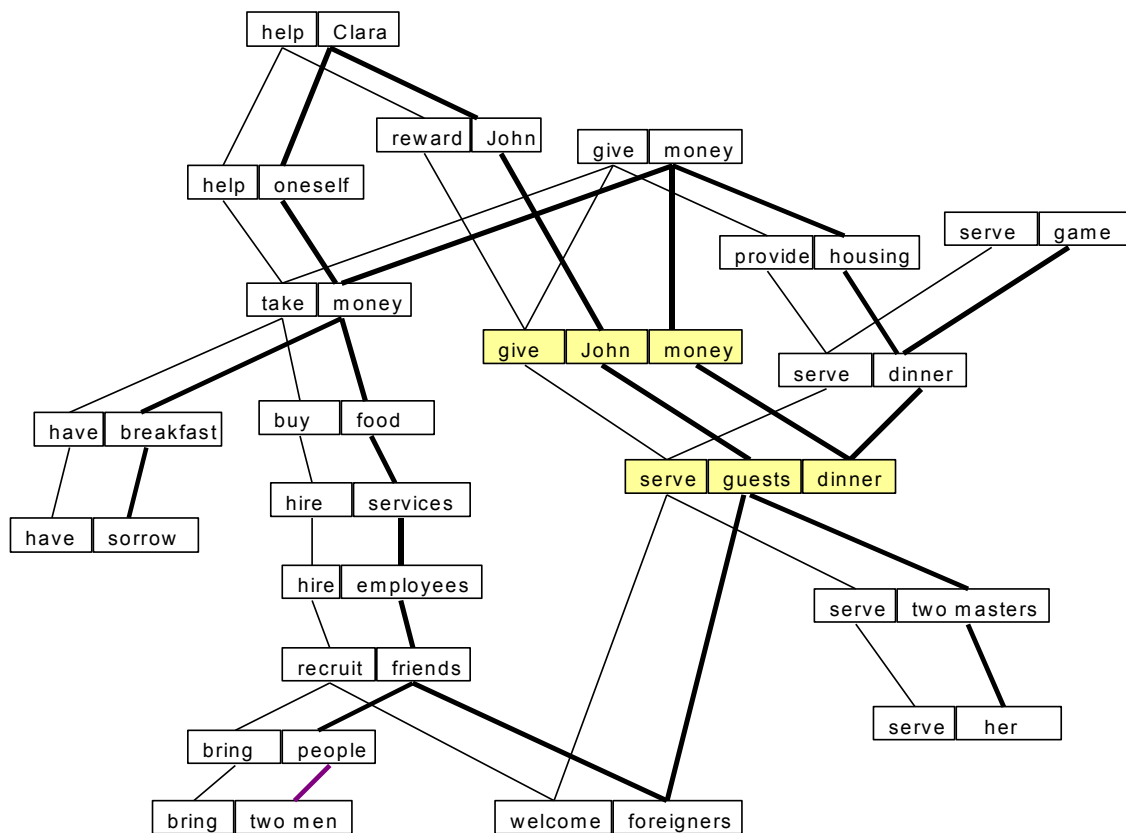 help Clara
reward John
give money
help oneself
serve game
provide housing
take money
give John money
serve dinner
buy food
have breakfast
serve guests dinner
hire services
have sorrow
hire employees
serve two masters
recruit friends
serve her
bring people
bring two men
welcome foreigners